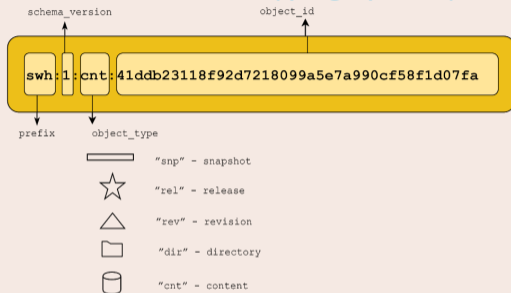 schema_version object_id
swh:1:cnt:41ddb23118f92d7218099a5e7a990cf58f1d07fa
prefix object_type
"snp" - snapshot
"rel" - release
"rev" - revision
"dir" - directory
"cnt" - content